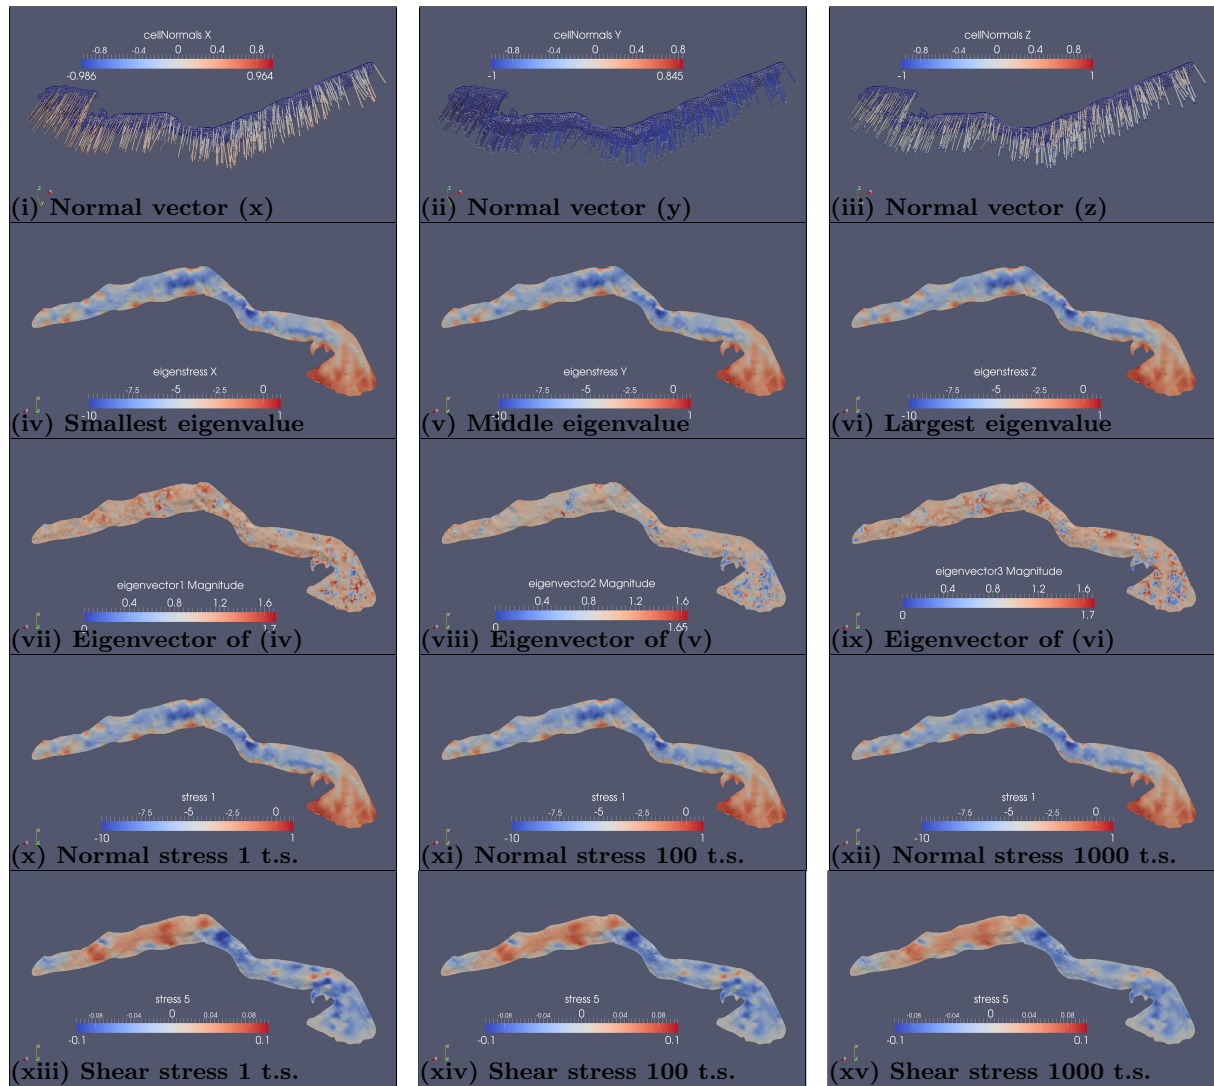 cellNormals X
-0.8 -0.4 0 0.4 0.8
-0.986 0.964
(i) Normal vector (x)
cellNormals Y
-0.8 -0.4 0 0.4 0.8
-1 0.845
(ii) Normal vector (y)
cellNormals Z
-0.8 -0.4 0 0.4 0.8
-1 1
(iii) Normal vector (z)
eigenstress X
-7.5 -5 -2.5 0
-10 1
(iv) Smallest eigenvalue
eigenstress Y
-7.5 -5 -2.5 0
-10 1
(v) Middle eigenvalue
eigenstress Z
-7.5 -5 -2.5 0
-10 1
(vi) Largest eigenvalue
eigenvector1 Magnitude
0.4 0.8 1.2 1.6
0 1.7
(vii) Eigenvector of (iv)
eigenvector2 Magnitude
0.4 0.8 1.2 1.6
0 1.65
(viii) Eigenvector of (v)
eigenvector3 Magnitude
0.4 0.8 1.2 1.6
0 1.7
(ix) Eigenvector of (vi)
stress 1
-7.5 -5 -2.5 0
-10 1
(x) Normal stress 1 t.s.
stress 1
-7.5 -5 -2.5 0
-10 1
(xi) Normal stress 100 t.s.
stress 1
-7.5 -5 -2.5 0
-10 1
(xii) Normal stress 1000 t.s.
stress 5
-0.08 -0.04 0 0.04 0.08
-0.1 0.1
(xiii) Shear stress 1 t.s.
stress 5
-0.08 -0.04 0 0.04 0.08
-0.1 0.1
(xiv) Shear stress 100 t.s.
stress 5
-0.08 -0.04 0 0.04 0.08
-0.1 0.1
(xv) Shear stress 1000 t.s.